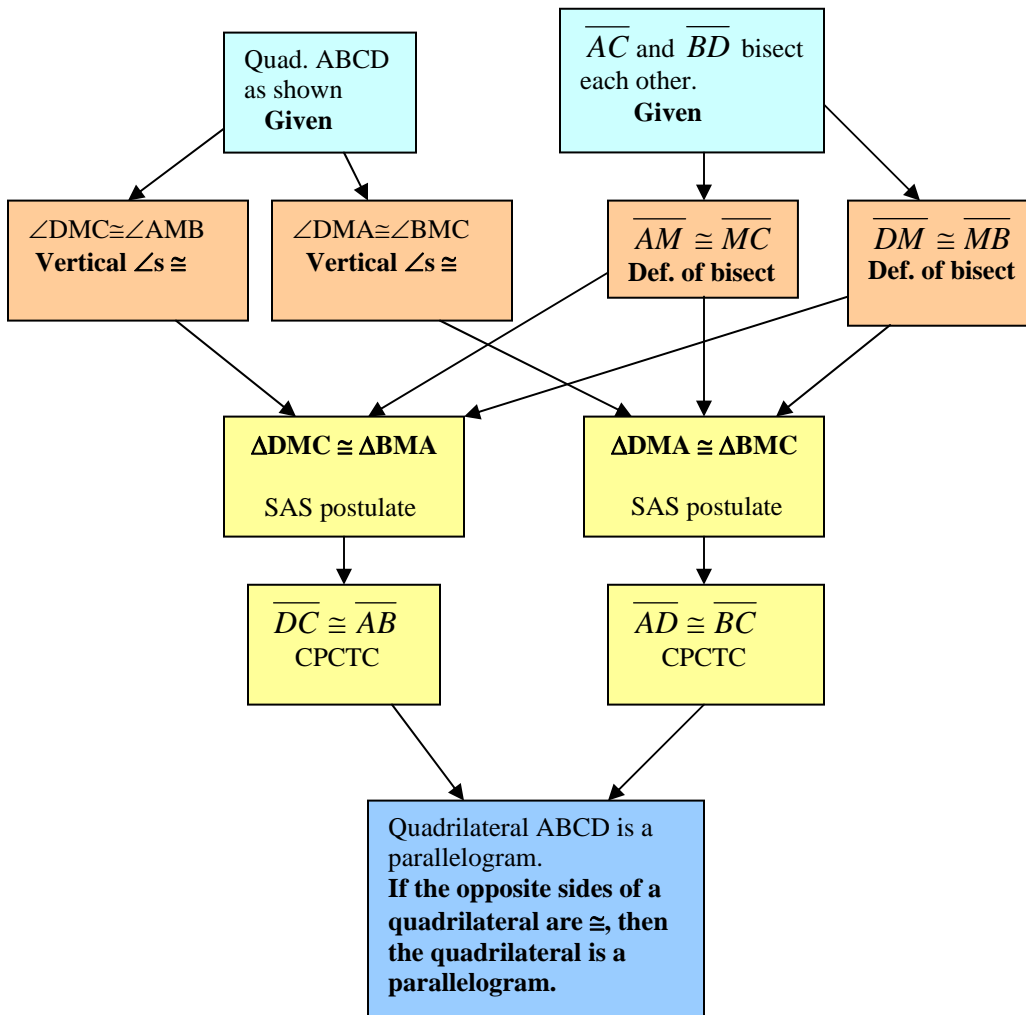 Quad. ABCD
as shown
Given
AC and BD bisect
each other.
Given
∠DMC≅∠AMB
Vertical ∠s ≅
∠DMA≅∠BMC
Vertical ∠s ≅
AM ≅ MC
Def. of bisect
DM ≅ MB
Def. of bisect
ΔDMC ≅ ΔBMA
SAS postulate
ΔDMA ≅ ΔBMC
SAS postulate
DC ≅ AB
CPCTC
AD ≅ BC
CPCTC
Quadrilateral ABCD is a
parallelogram.
If the opposite sides of a
quadrilateral are ≅, then
the quadrilateral is a
parallelogram.